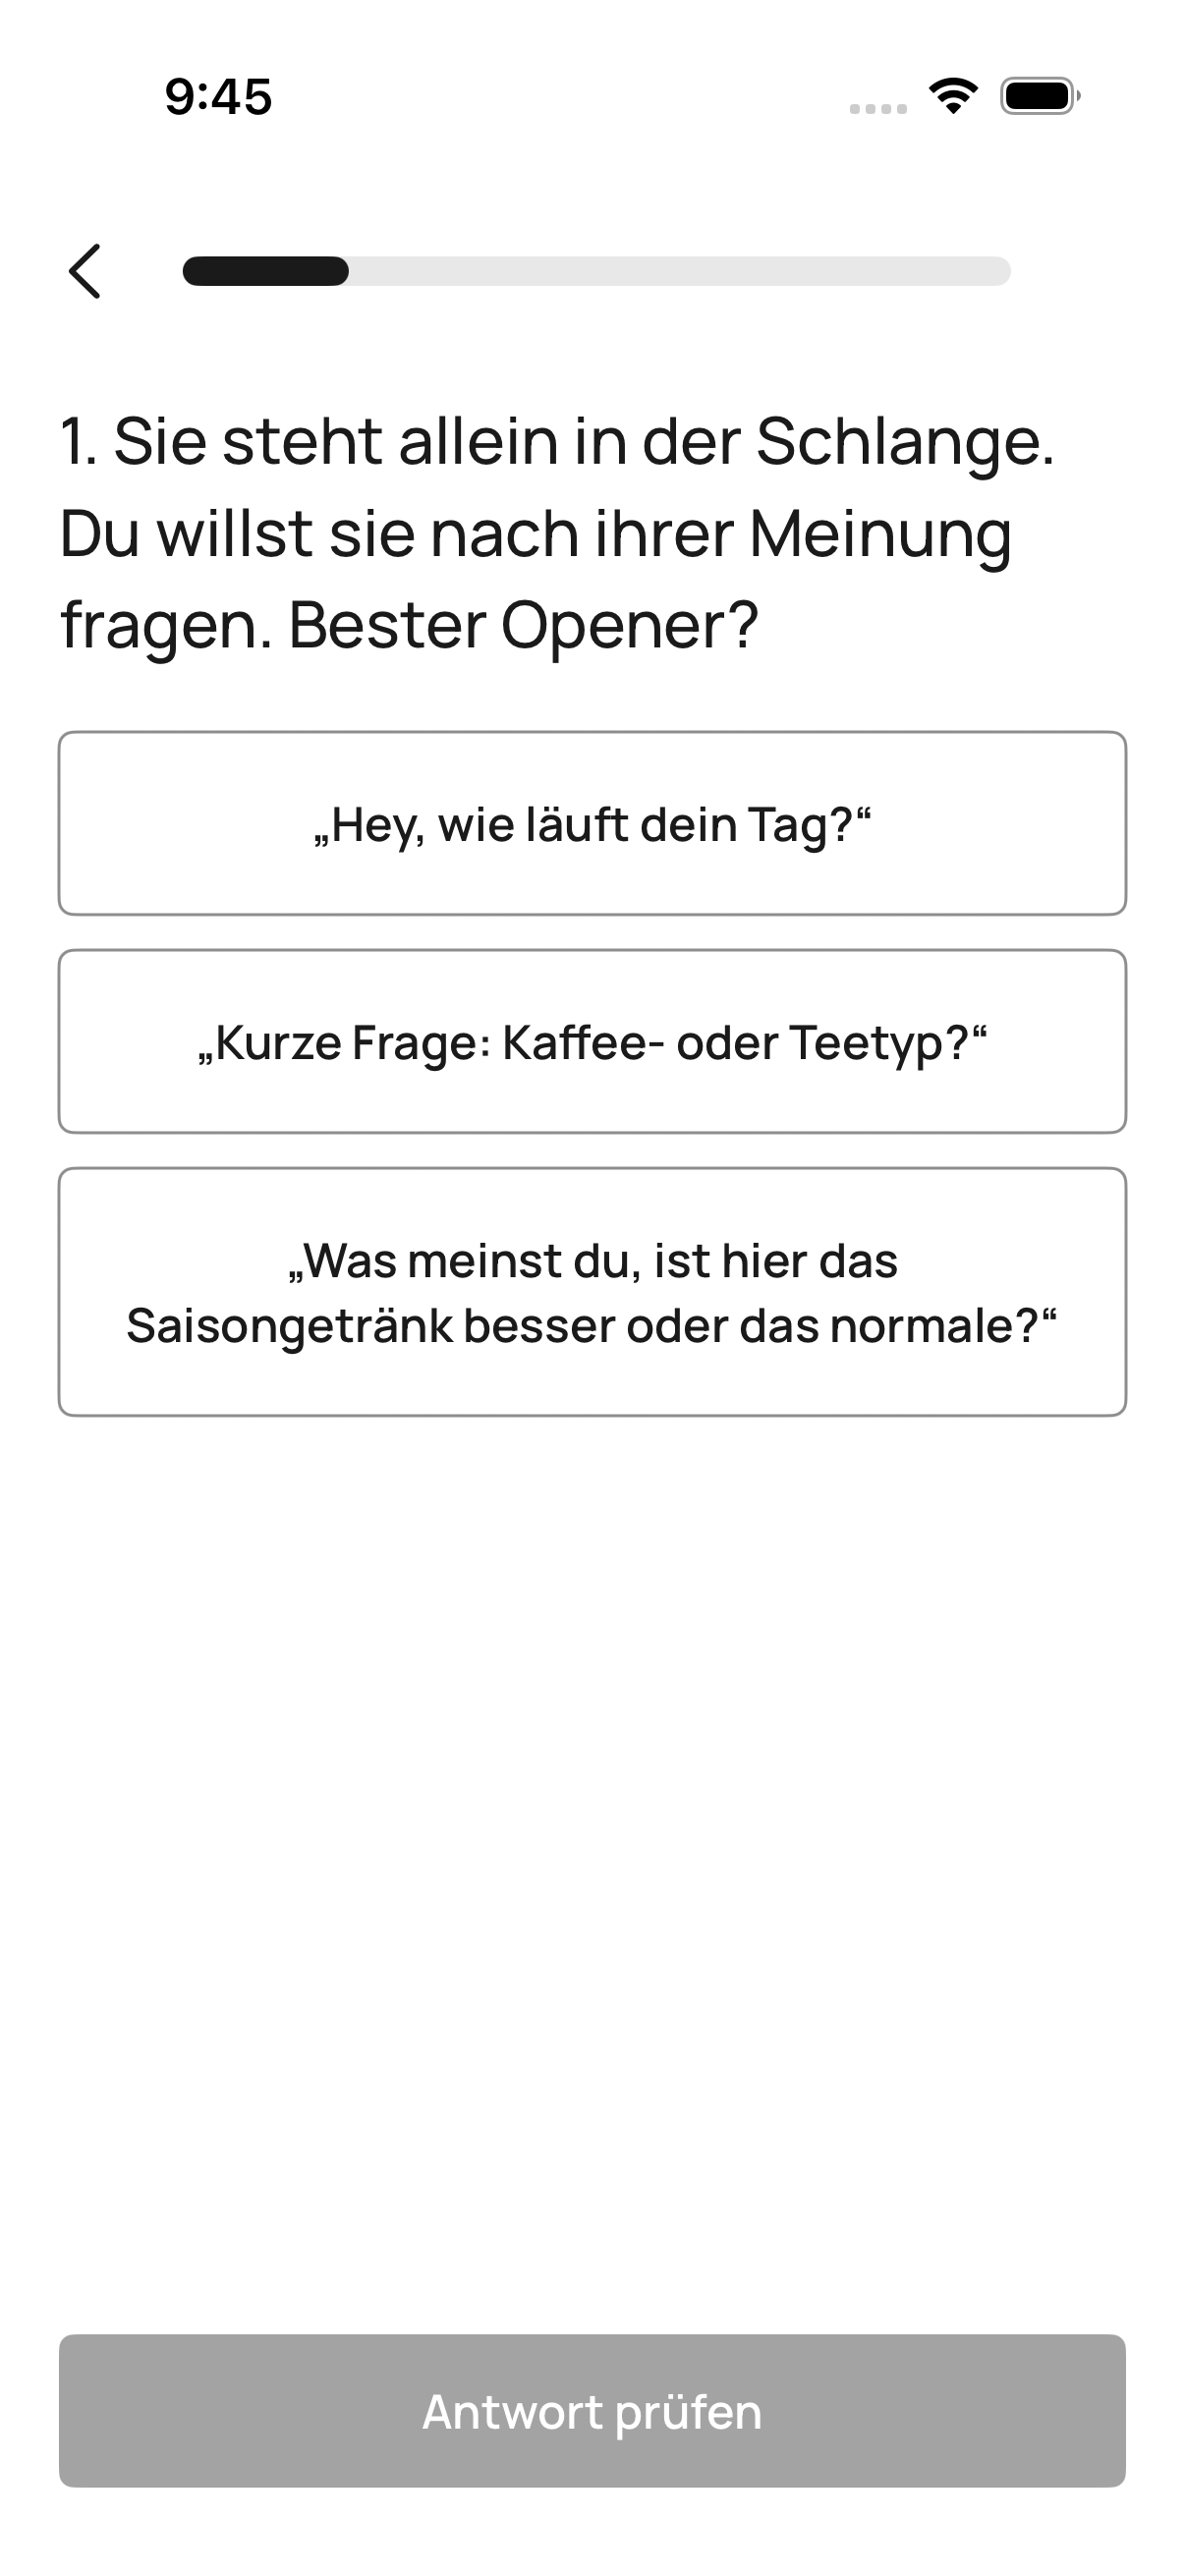 9:45
1. Sie steht allein in der Schlange.
Du willst sie nach ihrer Meinung
fragen. Bester Opener?
„Hey, wie läuft dein Tag?“
„Kurze Frage: Kaffee- oder Teetyp?“
„Was meinst du, ist hier das
Saisongetränk besser oder das normale?“
Antwort prüfen